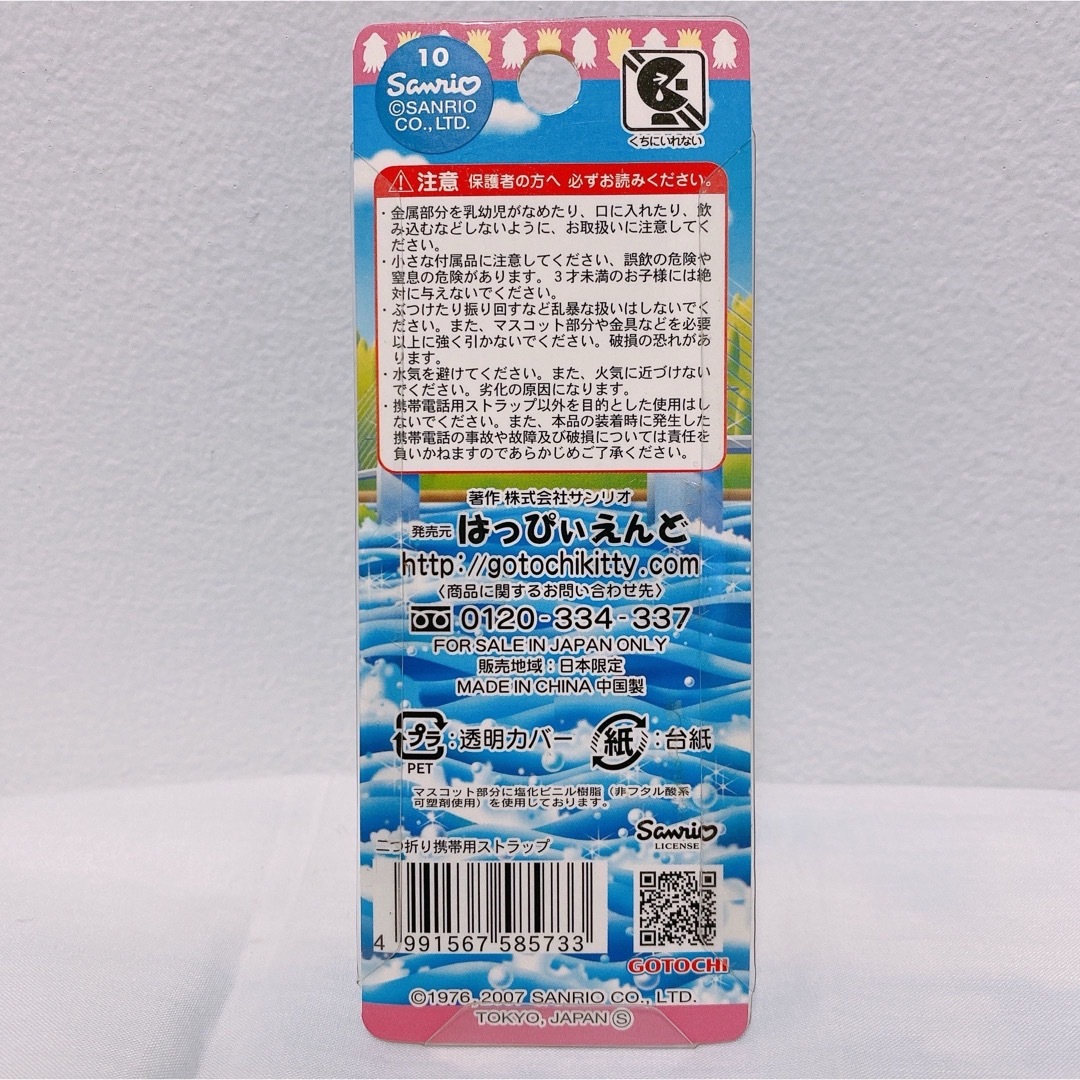 10
Sanrio
©SANRIO
CO., LTD.
くちにいれない
注意 保護者の方へ 必ずお読みください。
・金属部分を乳幼児がなめたり、口に入れたり、飲
み込むなどしないように、お取扱いに注意してく
ださい。
・小さな付属品に注意してください、誤飲の危険や
窒息の危険があります。3才未満のお子様には絶
対に与えないでください。
・ぶつけたり振り回すなど乱暴な扱いはしないでく
ださい。また、マスコット部分や金具などを必要
以上に強く引かないでください。破損の恐れがあ
ります。
・水気を避けてください。また、火気に近づけない
でください。劣化の原因になります。
・携帯電話用ストラップ以外を目的とした使用はし
ないでください。また、本品の装着時に発生した
携帯電話の事故や故障及び破損については責任を
負いかねますのであらかじめご了承ください。
著作 株式会社サンリオ
発売元 はっぴぃえんど
http://gotochikitty.com
〈商品に関するお問い合わせ先〉
0120-334-337
FOR SALE IN JAPAN ONLY
販売地域：日本限定
MADE IN CHINA 中国製
プラ：透明カバー 紙：台紙
PET
マスコット部分に塩化ビニル樹脂（非フタル酸系
可塑剤使用）を使用しております。
Sanrio
LICENSE
二つ折り携帯用ストラップ
4 991567 585733
GOTOCHI
©1976, 2007 SANRIO CO., LTD.
TOKYO, JAPAN Ⓢ